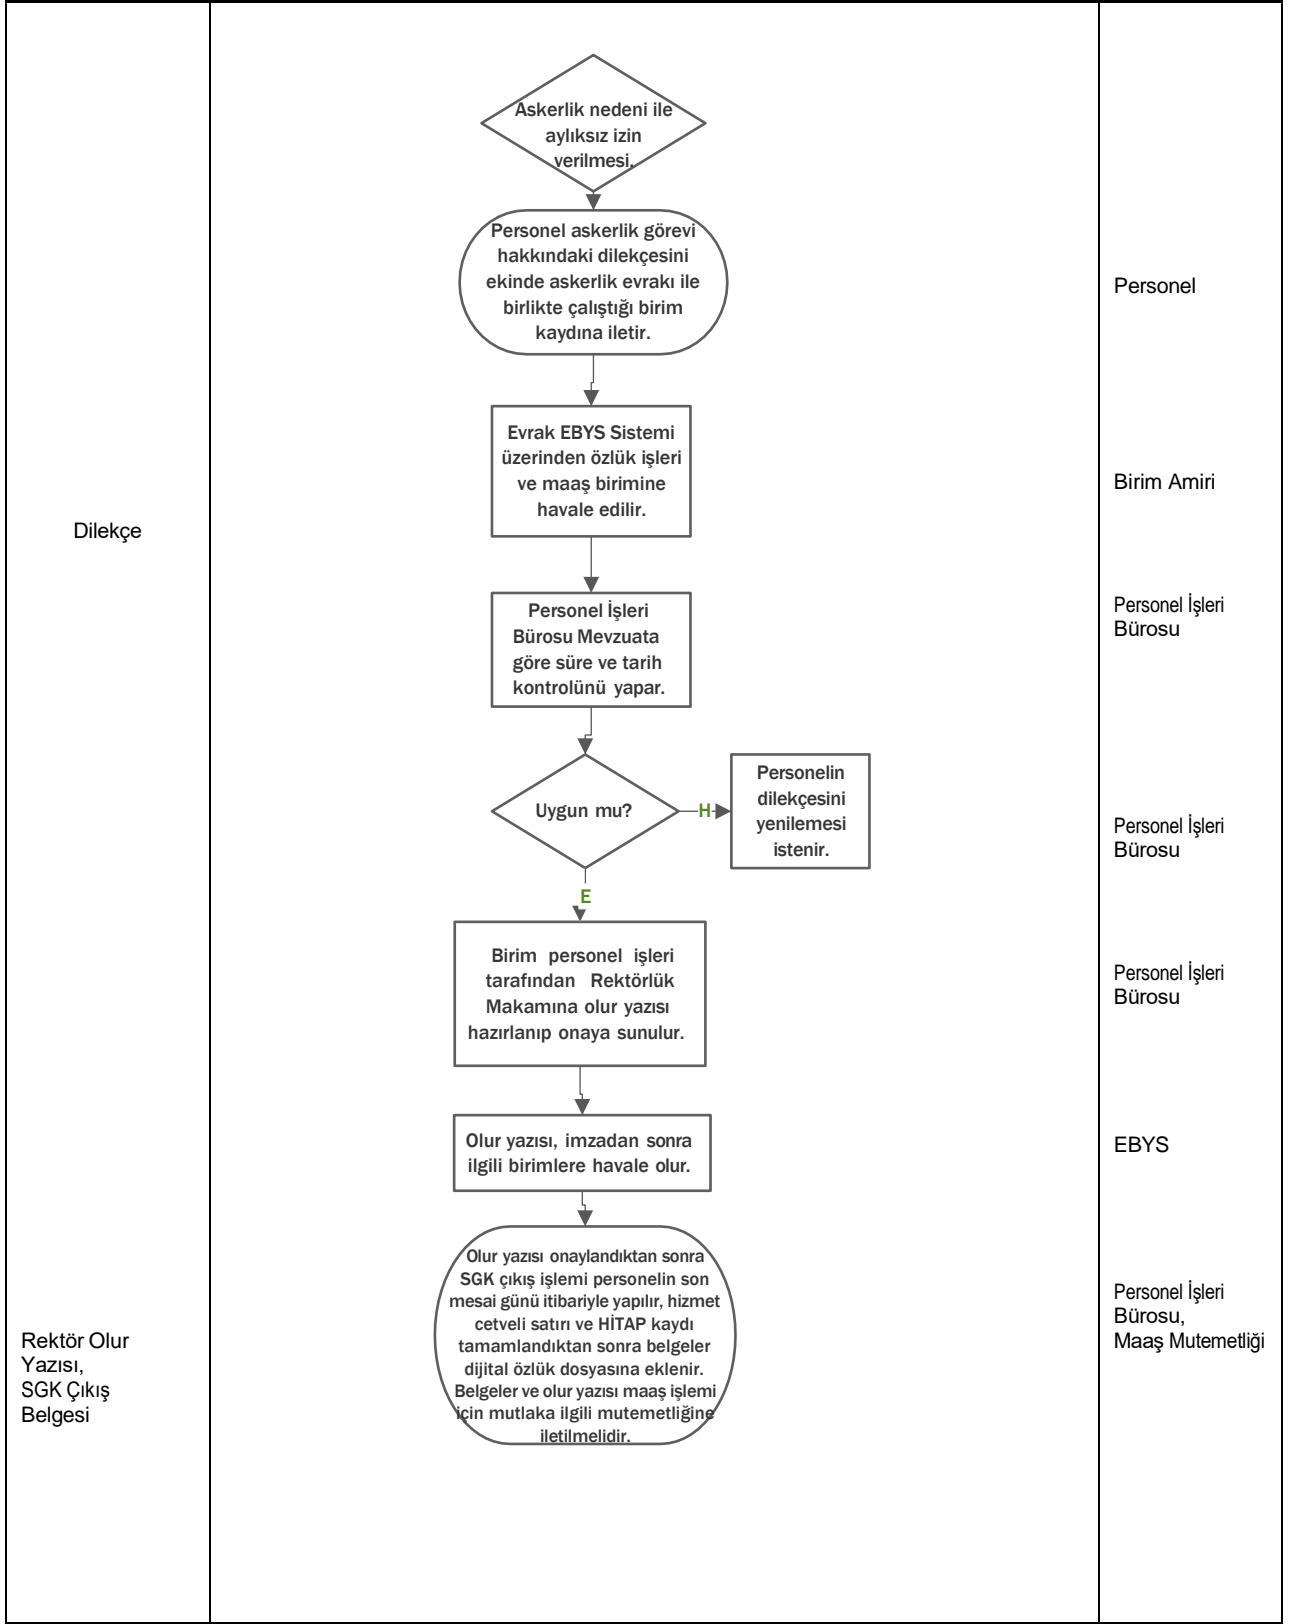 Askerlik nedeni ile
aylıksız izin
verilmesi.
Personel askerlik görevi
hakkındaki dilekçesini
ekinde askerlik evrakı ile
birlikte çalıştığı birim
kaydına iletir.
Personel
Evrak EBYS Sistemi
üzerinden özlük işleri
ve maaş birimine
havale edilir.
Birim Amiri
Dilekçe
Personel İşleri
Bürosu Mevzuata
göre süre ve tarih
kontrolünü yapar.
Personel İşleri
Bürosu
Uygun mu?
H
Personelin
dilekçesini
yenilemesi
istenir.
Personel İşleri
Bürosu
E
Birim personel işleri
tarafından Rektörlük
Makamına olur yazısı
hazırlanıp onaya sunulur.
Personel İşleri
Bürosu
Olur yazısı, imzadan sonra
ilgili birimlere havale olur.
EBYS
Olur yazısı onaylandıktan sonra
SGK çıkış işlemi personelin son
mesai günü itibariyle yapılır, hizmet
cetveli satırı ve HİTAP kaydı
tamamlandıktan sonra belgeler
dijital özlük dosyasına eklenir.
Belgeler ve olur yazısı maaş işlemi
için mutlaka ilgili mutemetliğine
iletilmelidir.
Personel İşleri
Bürosu,
Maaş Mutemetliği
Rektör Olur
Yazısı,
SGK Çıkış
Belgesi